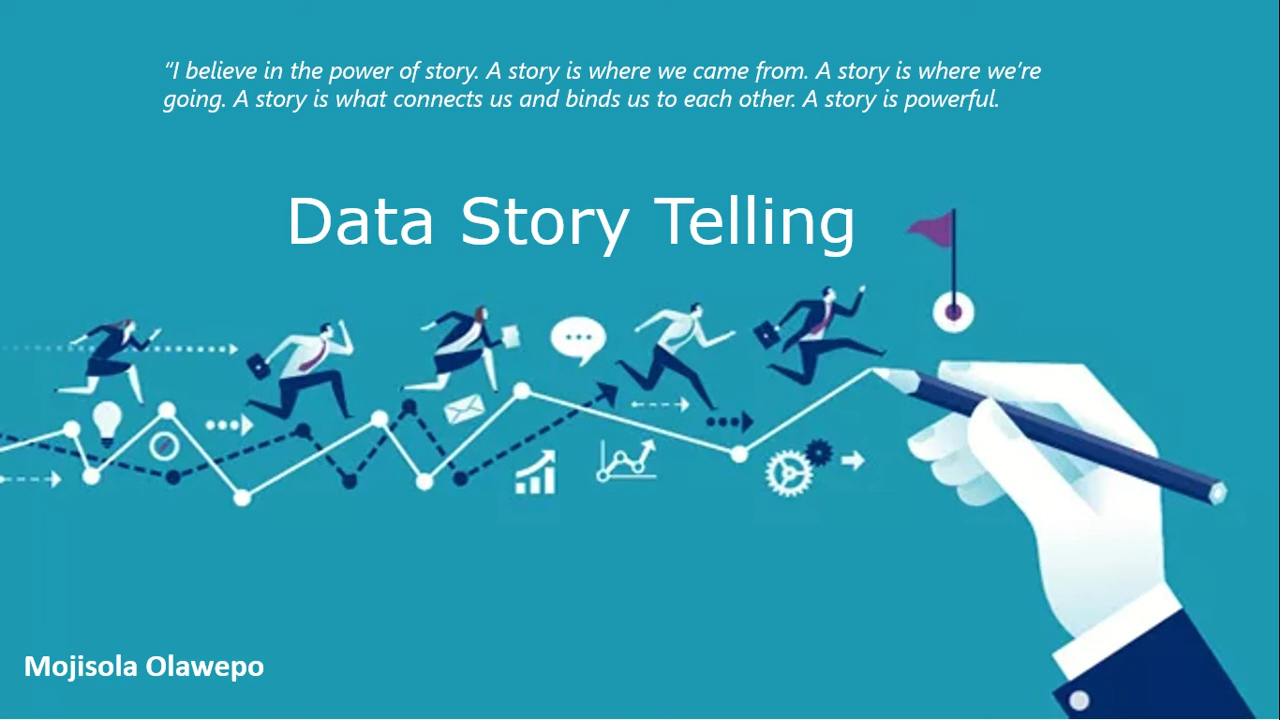 “I believe in the power of story. A story is where we came from. A story is where we’re
going. A story is what connects us and binds us to each other. A story is powerful.
Data Story Telling
Mojisola Olawepo